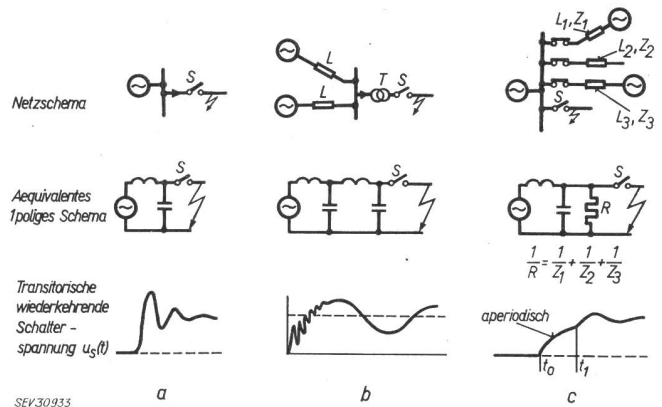 Netzschema
S
L
L
T
S
L1, Z1
L2, Z2
L3, Z3
S
Aequivalentes
1poliges Schema
S
S
S
R
1/R = 1/Z1 + 1/Z2 + 1/Z3
Transitorische
wiederkehrende
Schalter -
spannung us(t)
aperiodisch
t0
t1
a
b
c
SEV30933